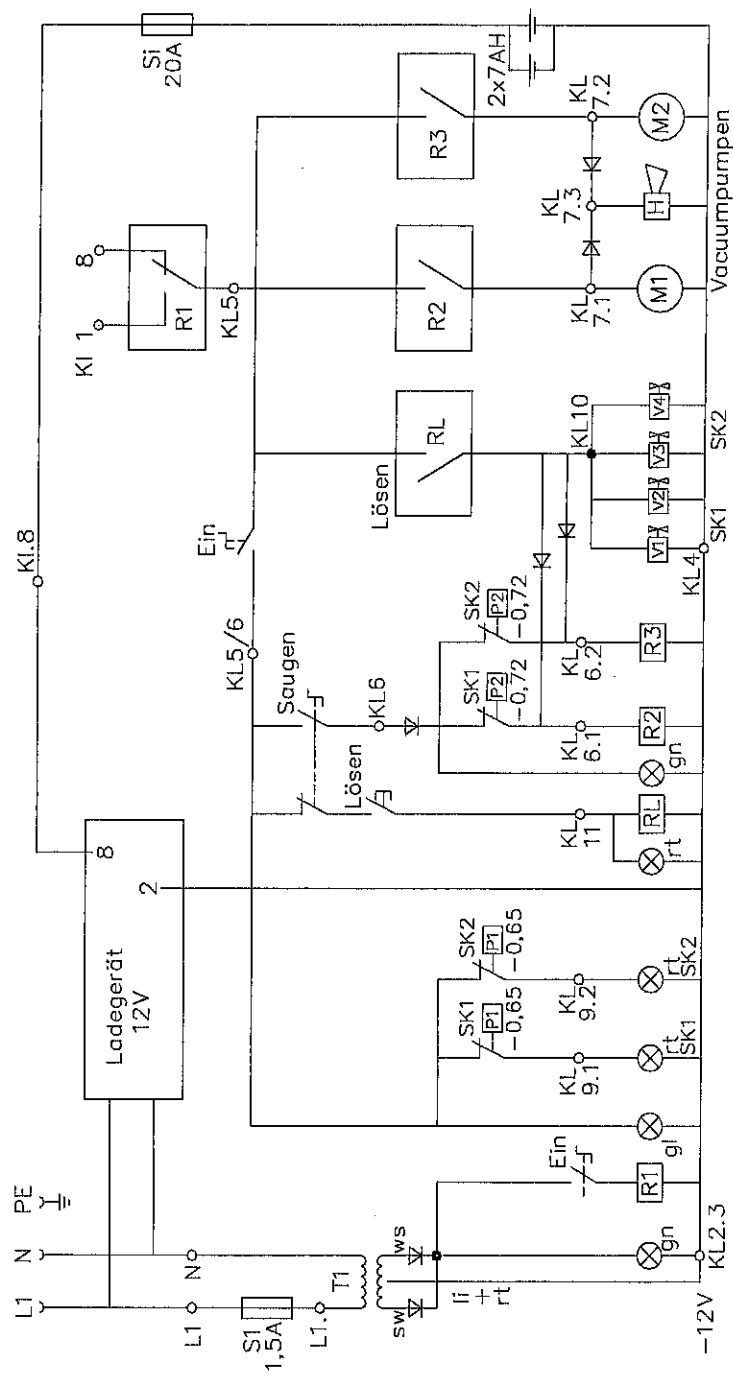 L1
N
PE
Ladegerät
12V
8
2
KI.8
KI 1
8
R1
KL5
Si
20A
L1
N
S1
1,5A
L1.
T1
sw
ws
li
+
rt
Ein
R1
gn
KL2.3
-12V
gl
SK1
P1
-0,65
KL
9.1
rt
SK1
SK2
P1
-0,65
KL
9.2
rt
SK2
KL5/6
Saugen
Lösen
KL
11
RL
rt
KL6
gn
SK1
P2
-0,72
KL
6.1
R2
SK2
P2
-0,72
KL
6.2
R3
Ein
Lösen
RL
KL10
V1
V2
V3
V4
KL4
SK1
SK2
R2
R3
KL
7.1
KL
7.3
KL
7.2
M1
H
M2
2x7AH
Vacuumpumpen